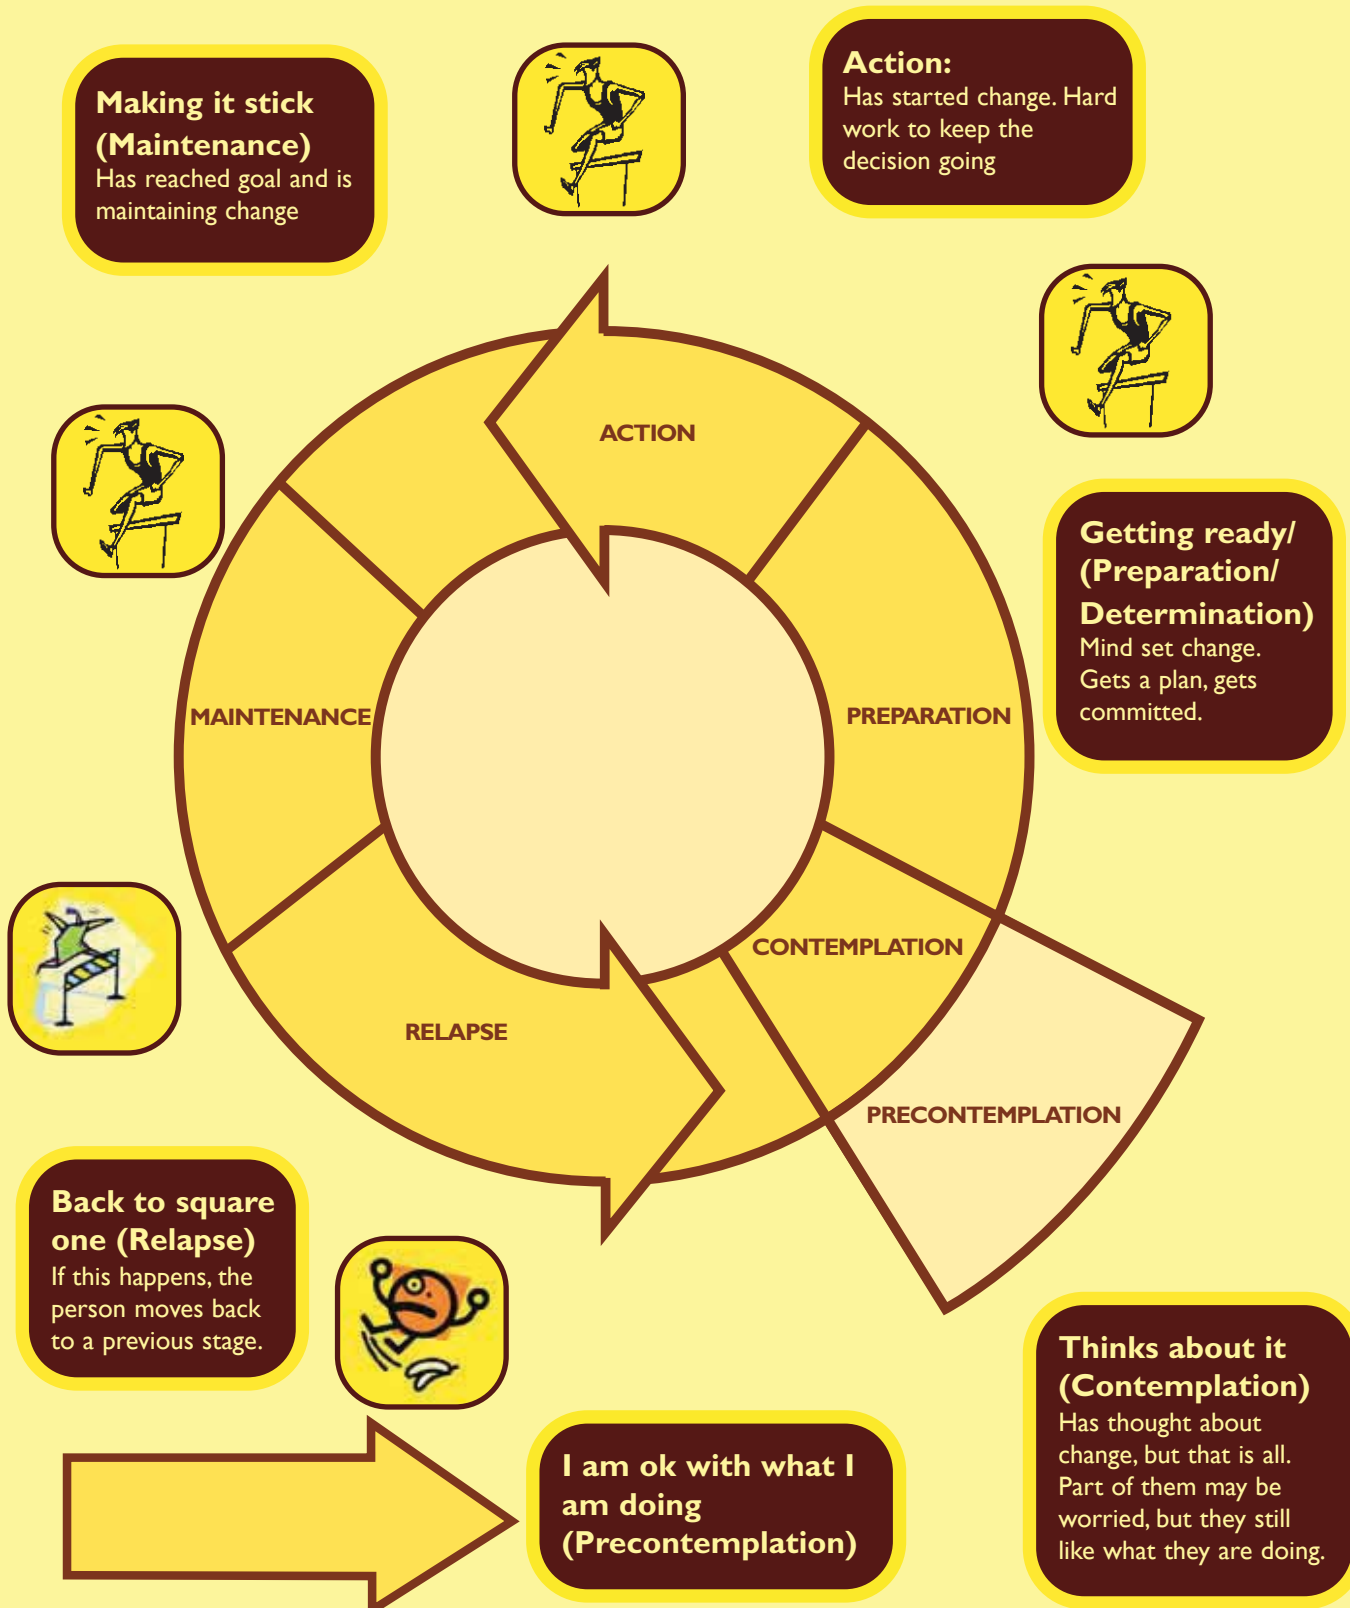 Making it stick
(Maintenance)
Has reached goal and is
maintaining change
Action:
Has started change. Hard
work to keep the
decision going
ACTION
Getting ready/
(Preparation/
Determination)
Mind set change.
Gets a plan, gets
committed.
MAINTENANCE
PREPARATION
CONTEMPLATION
RELAPSE
PRECONTEMPLATION
Back to square
one (Relapse)
If this happens, the
person moves back
to a previous stage.
I am ok with what I
am doing
(Precontemplation)
Thinks about it
(Contemplation)
Has thought about
change, but that is all.
Part of them may be
worried, but they still
like what they are doing.